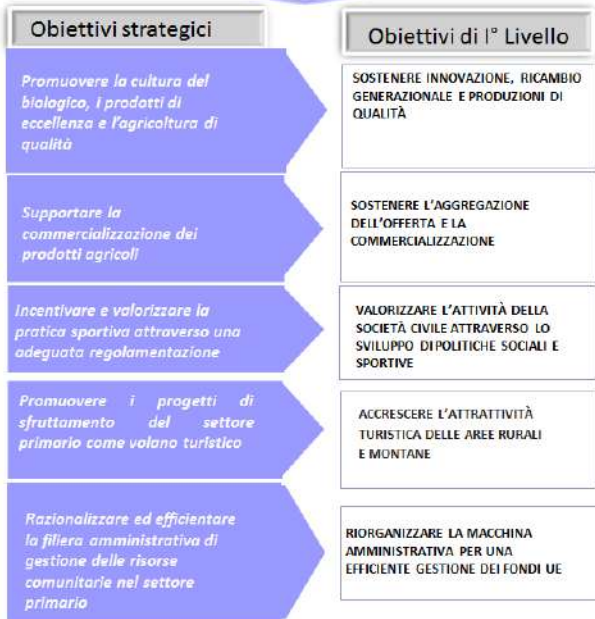 Obiettivi strategici
Obiettivi di I° Livello
Promuovere la cultura del
biologico, i prodotti di
eccellenza e l'agricoltura di
qualità
SOSTENERE INNOVAZIONE, RICAMBIO
GENERAZIONALE E PRODUZIONI DI
QUALITÀ
Supportare la
commercializzazione dei
prodotti agricoli
SOSTENERE L'AGGREGAZIONE
DELL'OFFERTA E LA
COMMERCIALIZZAZIONE
Incentivare e valorizzare la
pratica sportiva attraverso una
adeguata regolamentazione
VALORIZZARE L'ATTIVITÀ DELLA
SOCIETÀ CIVILE ATTRAVERSO LO
SVILUPPO DI POLITICHE SOCIALI E
SPORTIVE
Promuovere i progetti di
sfruttamento del settore
primario come volano turistico
ACCRESCERE L'ATTRATTIVITÀ
TURISTICA DELLE AREE RURALI
E MONTANE
Razionalizzare ed efficientare
la filiera amministrativa di
gestione delle risorse
comunitarie nel settore
primario
RIORGANIZZARE LA MACCHINA
AMMINISTRATIVA PER UNA
EFFICIENTE GESTIONE DEI FONDI UE